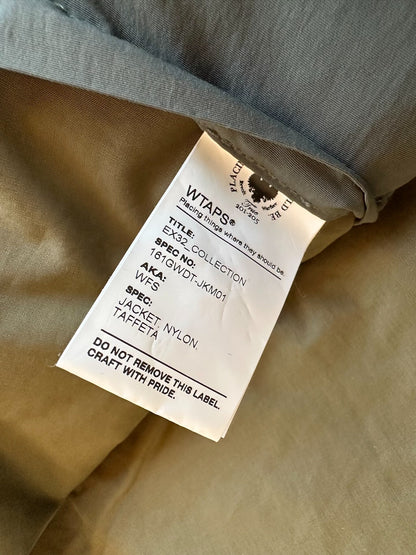 WTAPS®
Placing things where they should be.
TITLE:
EX32_COLLECTION
SPEC NO:
161GWDT-JKM01
AKA:
WFS
SPEC:
JACKET. NYLON.
TAFFETA
DO NOT REMOVE THIS LABEL.
CRAFT WITH PRIDE.